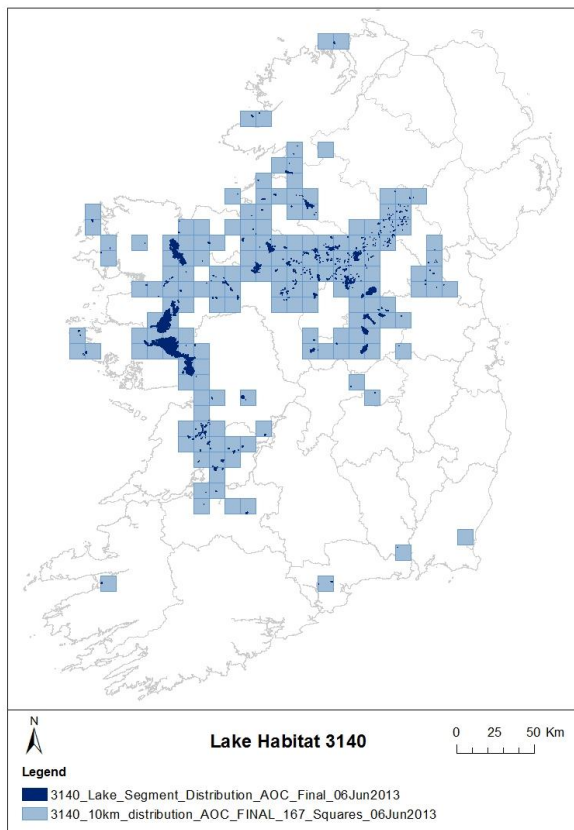 N
Lake Habitat 3140
0 25 50 Km
Legend
3140_Lake_Segment_Distribution_AOC_Final_06Jun2013
3140_10km_distribution_AOC_FINAL_167_Squares_06Jun2013